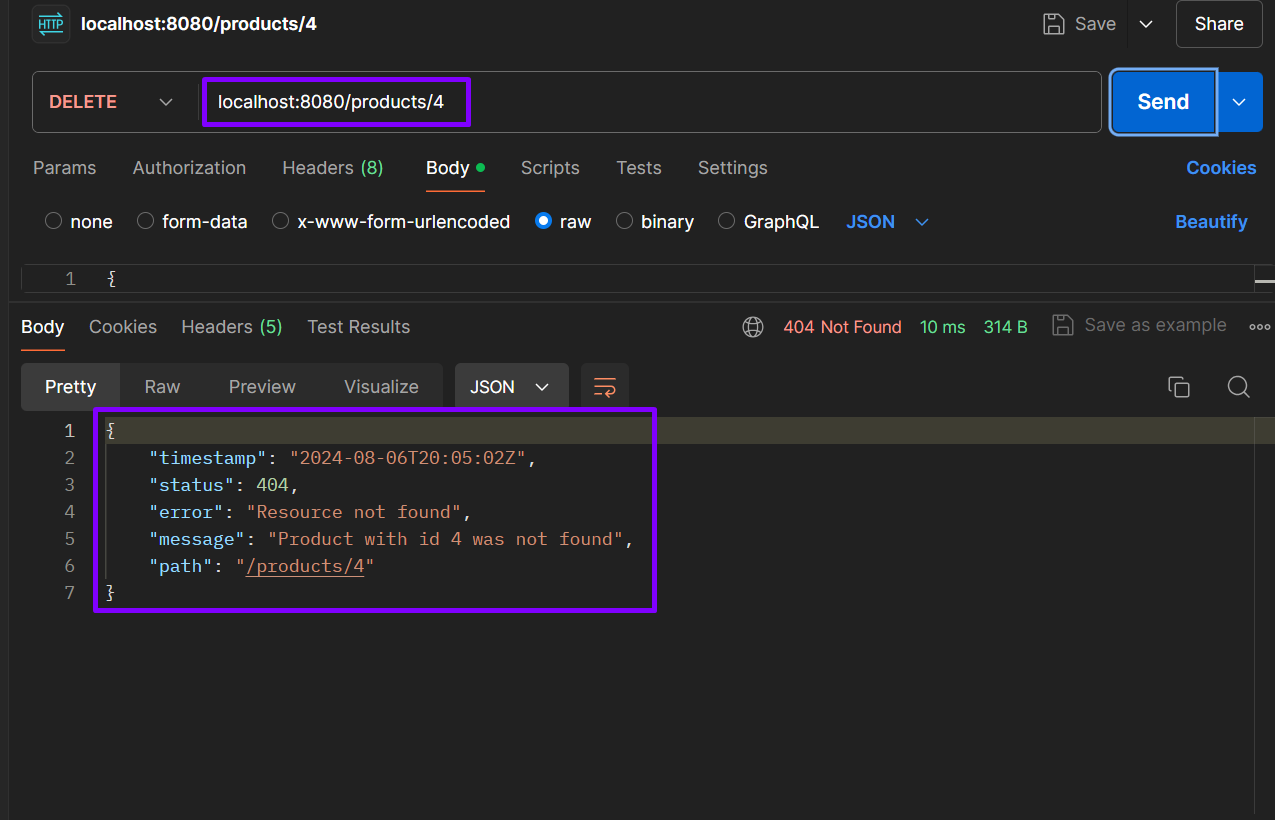 HTTP localhost:8080/products/4 Save Share
DELETE localhost:8080/products/4 Send
Params Authorization Headers (8) Body Scripts Tests Settings Cookies
none form-data x-www-form-urlencoded raw binary GraphQL JSON Beautify
1 {
Body Cookies Headers (5) Test Results 404 Not Found 10 ms 314 B Save as example
Pretty Raw Preview Visualize JSON
1 {
2 "timestamp": "2024-08-06T20:05:02Z",
3 "status": 404,
4 "error": "Resource not found",
5 "message": "Product with id 4 was not found",
6 "path": "/products/4"
7 }